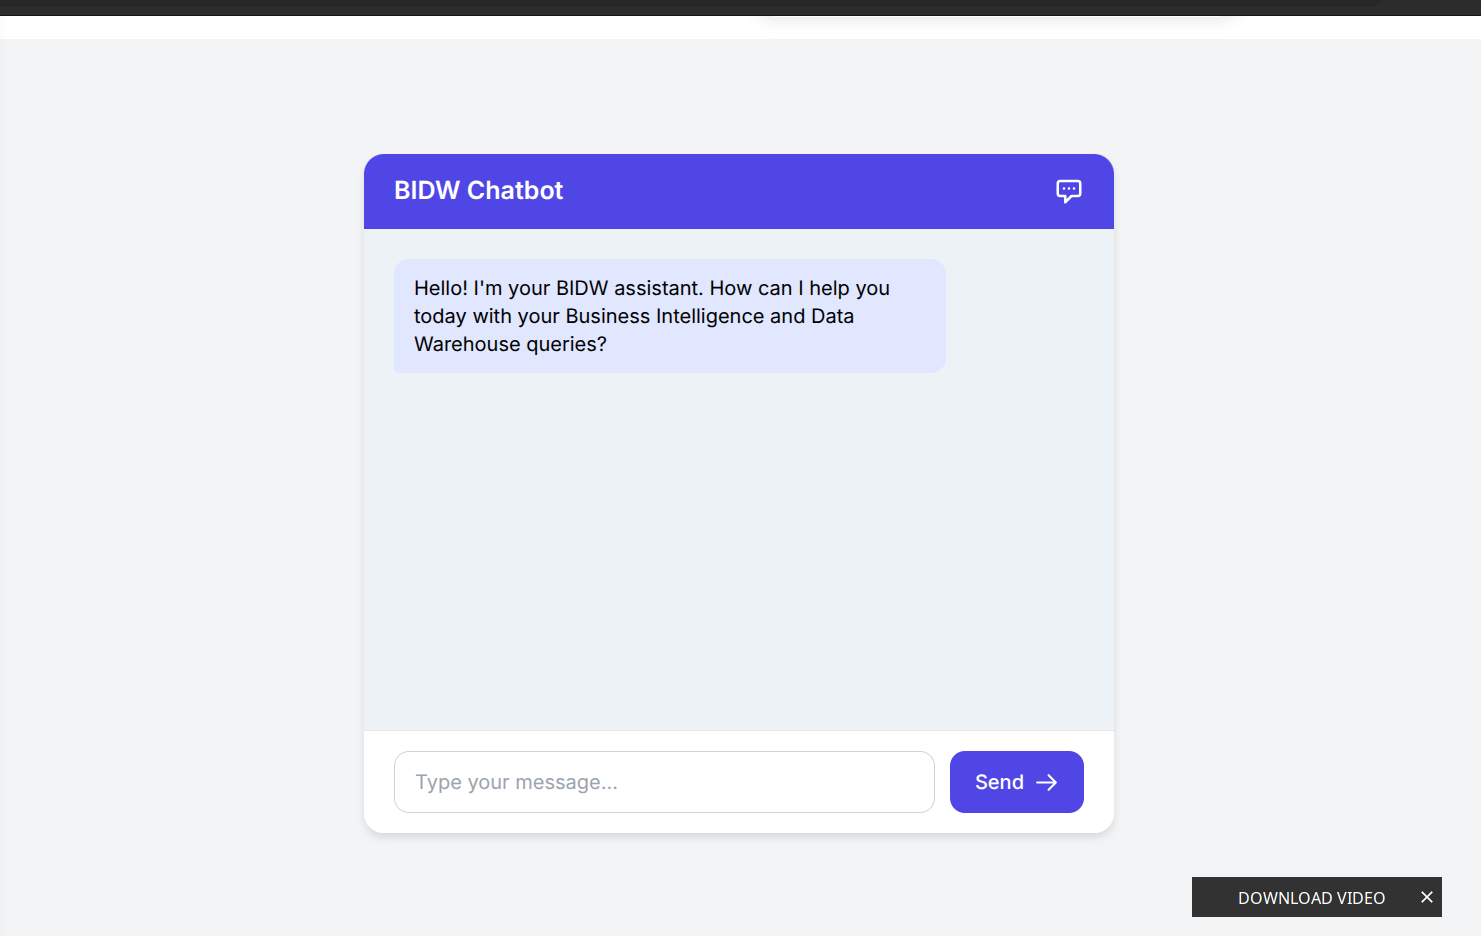 BIDW Chatbot
Hello! I'm your BIDW assistant. How can I help you
today with your Business Intelligence and Data
Warehouse queries?
Type your message...
Send
DOWNLOAD VIDEO